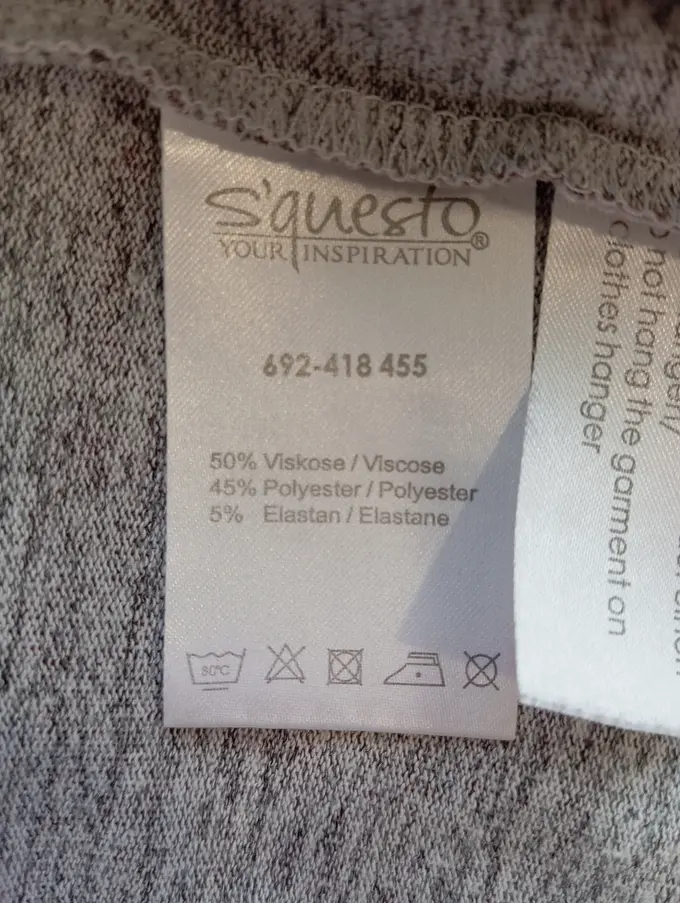 S'questo®
YOUR INSPIRATION
692-418 455
50% Viskose / Viscose
45% Polyester / Polyester
5% Elastan / Elastane
30°C
not hang the garment on
clothes hanger